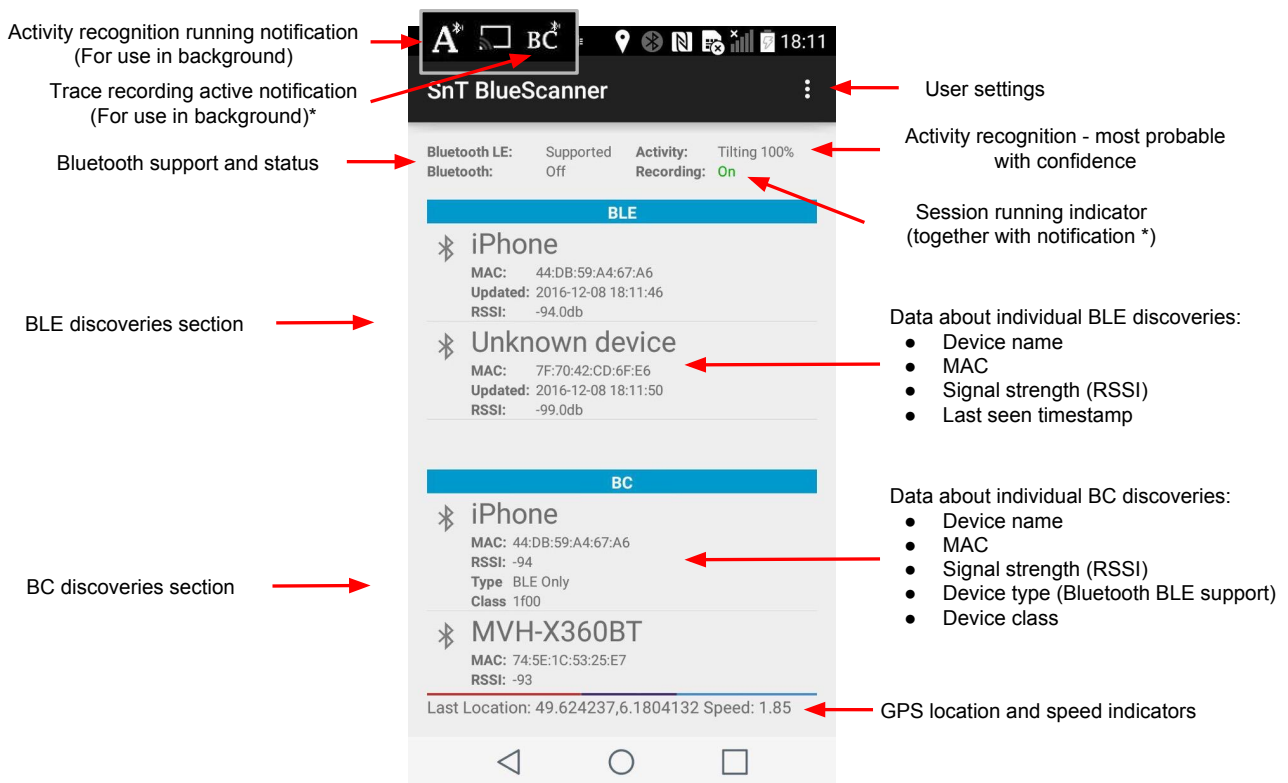 Activity recognition running notification
(For use in background)
Trace recording active notification
(For use in background)*
Bluetooth support and status
BLE discoveries section
BC discoveries section
A BC 18:11
SnT BlueScanner
Bluetooth LE: Supported Activity: Tilting 100%
Bluetooth: Off Recording: On
BLE
iPhone
MAC: 44:DB:59:A4:67:A6
Updated: 2016-12-08 18:11:46
RSSI: -94.0db
Unknown device
MAC: 7F:70:42:CD:6F:E6
Updated: 2016-12-08 18:11:50
RSSI: -99.0db
BC
iPhone
MAC: 44:DB:59:A4:67:A6
RSSI: -94
Type BLE Only
Class 1f00
MVH-X360BT
MAC: 74:5E:1C:53:25:E7
RSSI: -93
Last Location: 49.624237,6.1804132 Speed: 1.85
User settings
Activity recognition - most probable
with confidence
Session running indicator
(together with notification *)
Data about individual BLE discoveries:
● Device name
● MAC
● Signal strength (RSSI)
● Last seen timestamp
Data about individual BC discoveries:
● Device name
● MAC
● Signal strength (RSSI)
● Device type (Bluetooth BLE support)
● Device class
GPS location and speed indicators